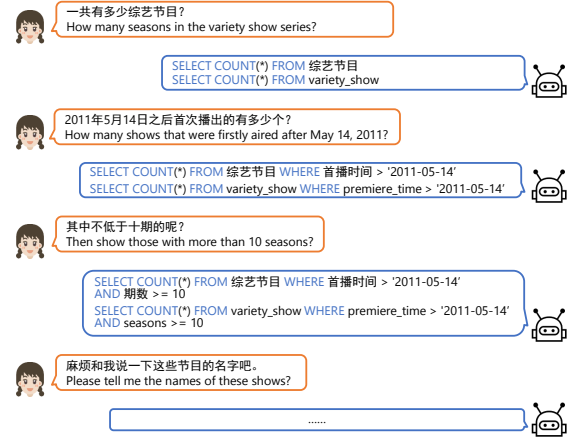 一共有多少综艺节目？
How many seasons in the variety show series?
SELECT COUNT(*) FROM 综艺节目
SELECT COUNT(*) FROM variety_show
2011年5月14日之后首次播出的有多少个？
How many shows that were firstly aired after May 14, 2011?
SELECT COUNT(*) FROM 综艺节目 WHERE 首播时间 > '2011-05-14'
SELECT COUNT(*) FROM variety_show WHERE premiere_time > '2011-05-14'
其中不低于十期的呢？
Then show those with more than 10 seasons?
SELECT COUNT(*) FROM 综艺节目 WHERE 首播时间 > '2011-05-14'
AND 期数 >= 10
SELECT COUNT(*) FROM variety_show WHERE premiere_time > '2011-05-14'
AND seasons >= 10
麻烦和我说一下这些节目的名字吧。
Please tell me the names of these shows?
......